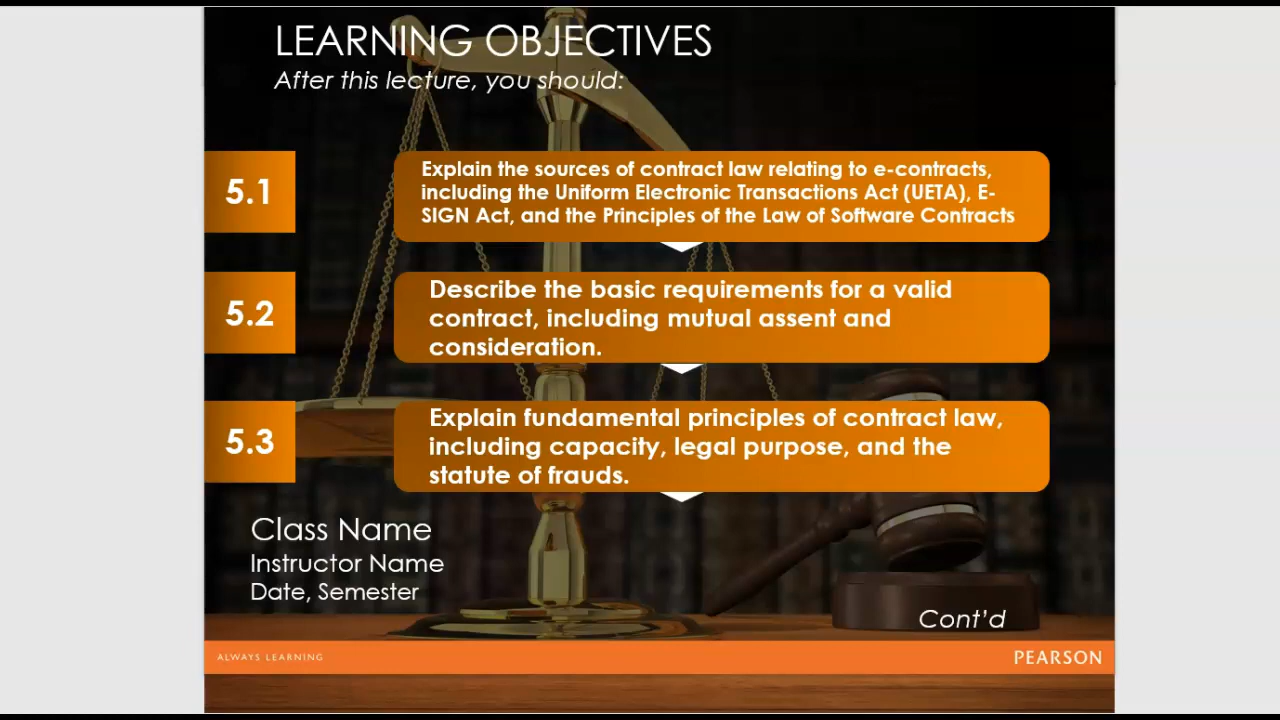 LEARNING OBJECTIVES
After this lecture, you should:
5.1
Explain the sources of contract law relating to e-contracts,
including the Uniform Electronic Transactions Act (UETA), E-
SIGN Act, and the Principles of the Law of Software Contracts
5.2
Describe the basic requirements for a valid
contract, including mutual assent and
consideration.
5.3
Explain fundamental principles of contract law,
including capacity, legal purpose, and the
statute of frauds.
Class Name
Instructor Name
Date, Semester
Cont’d
ALWAYS LEARNING
PEARSON